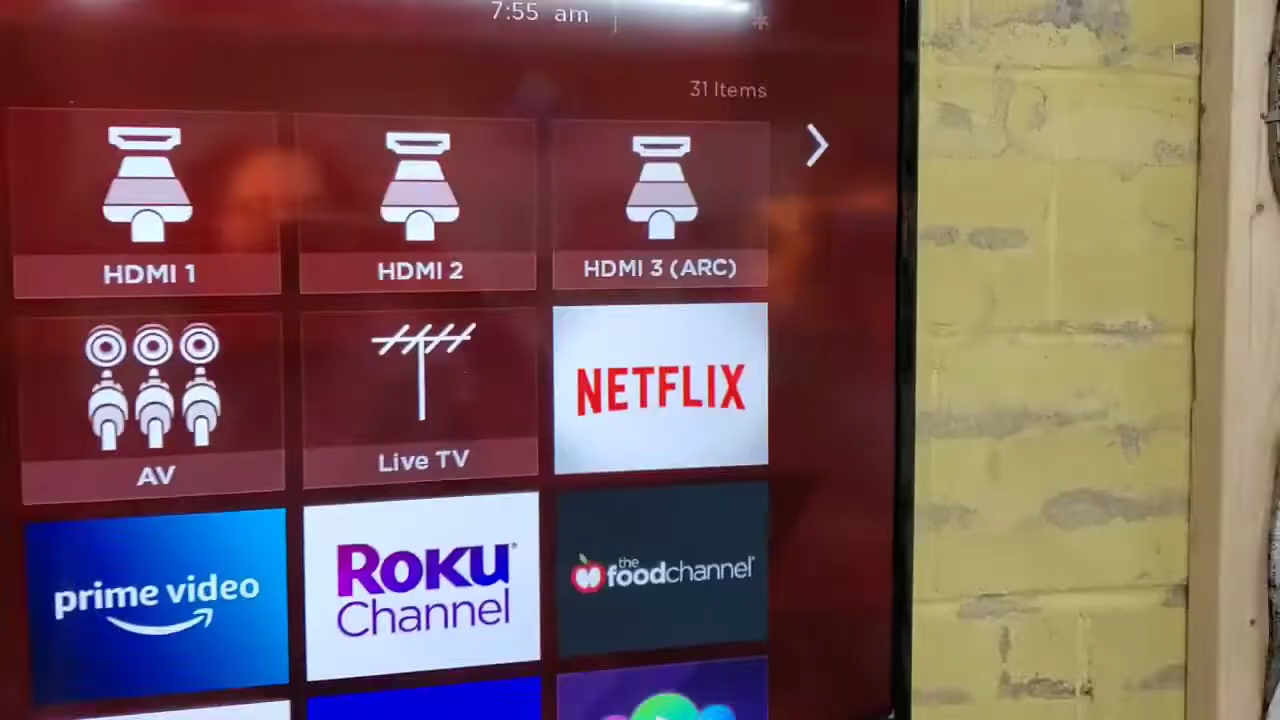 7:55 am
31 Items
HDMI 1
HDMI 2
HDMI 3 (ARC)
AV
Live TV
NETFLIX
prime video
ROKU
Channel
the
foodchannel